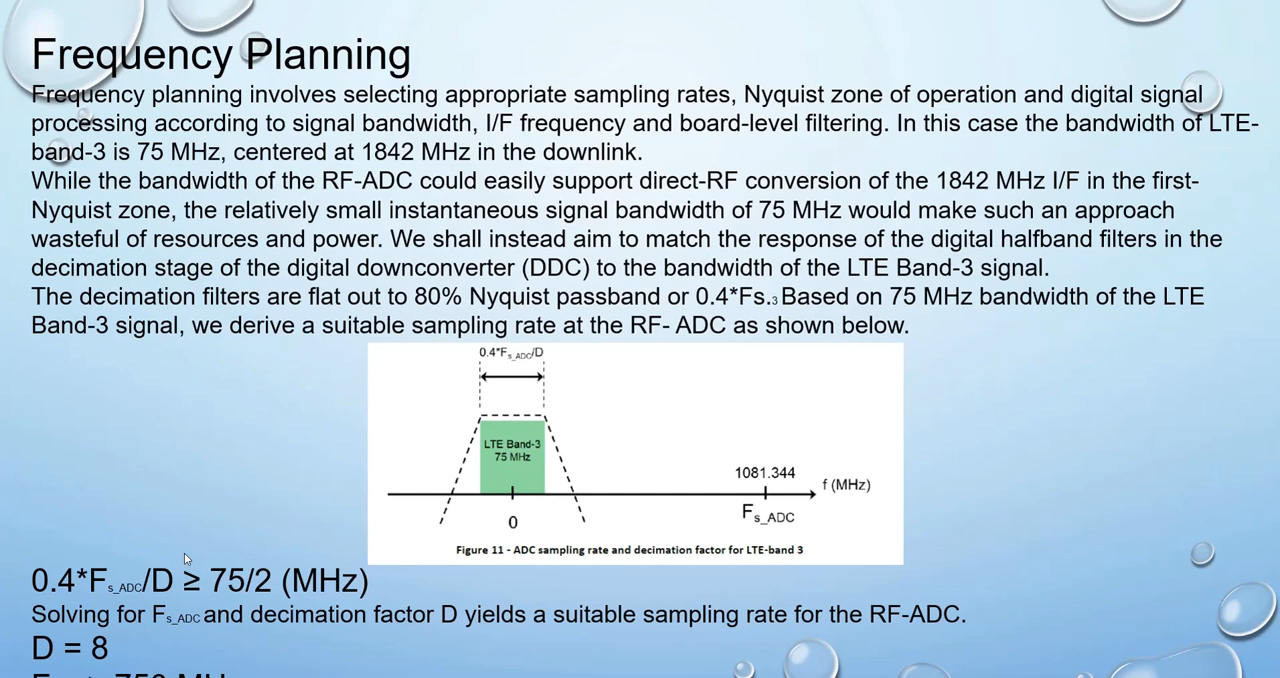 Frequency Planning
Frequency planning involves selecting appropriate sampling rates, Nyquist zone of operation and digital signal
processing according to signal bandwidth, I/F frequency and board-level filtering. In this case the bandwidth of LTE-
band-3 is 75 MHz, centered at 1842 MHz in the downlink.
While the bandwidth of the RF-ADC could easily support direct-RF conversion of the 1842 MHz I/F in the first-
Nyquist zone, the relatively small instantaneous signal bandwidth of 75 MHz would make such an approach
wasteful of resources and power. We shall instead aim to match the response of the digital halfband filters in the
decimation stage of the digital downconverter (DDC) to the bandwidth of the LTE Band-3 signal.
The decimation filters are flat out to 80% Nyquist passband or 0.4*Fs.3 Based on 75 MHz bandwidth of the LTE
Band-3 signal, we derive a suitable sampling rate at the RF- ADC as shown below.
0.4*Fs_ADC/D
LTE Band-3
75 MHz
1081.344
f (MHz)
0
Fs_ADC
Figure 11 - ADC sampling rate and decimation factor for LTE-band 3
0.4*Fs_ADC/D ≥ 75/2 (MHz)
Solving for Fs_ADC and decimation factor D yields a suitable sampling rate for the RF-ADC.
D = 8